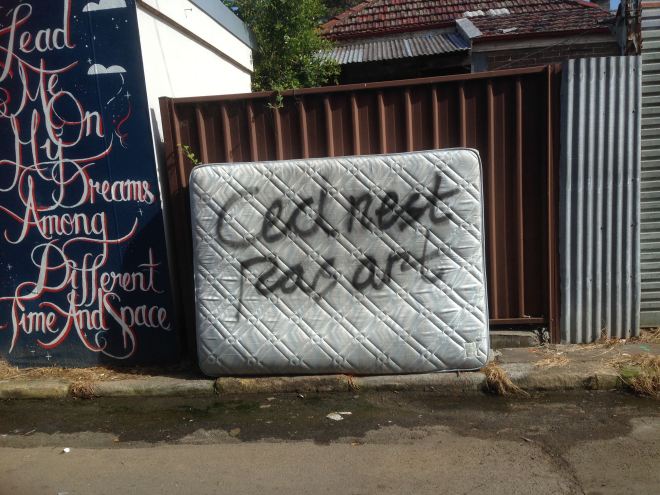 Lead
Me On
My
Dreams
Among
Different
Time And Space
Ceci nest
pas art